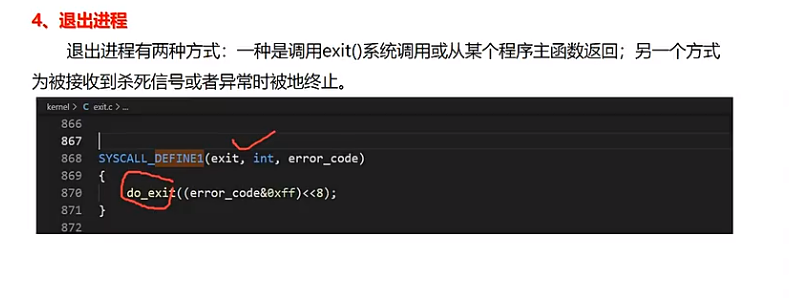 4、退出进程
退出进程有两种方式：一种是调用exit()系统调用或从某个程序主函数返回；另一个方式
为被接收到杀死信号或者异常时被地终止。
kernel > C exit.c > ...
866
867
868 SYSCALL_DEFINE1(exit, int, error_code)
869 {
870 do_exit((error_code&0xff)<<8);
871 }
872